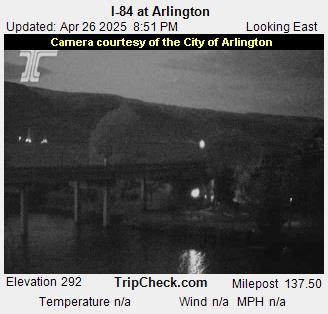 I-84 at Arlington
Updated: Apr 26 2025 8:51 PM Looking East
Camera courtesy of the City of Arlington
Elevation 292 TripCheck.com Milepost 137.50
Temperature n/a Wind n/a MPH n/a